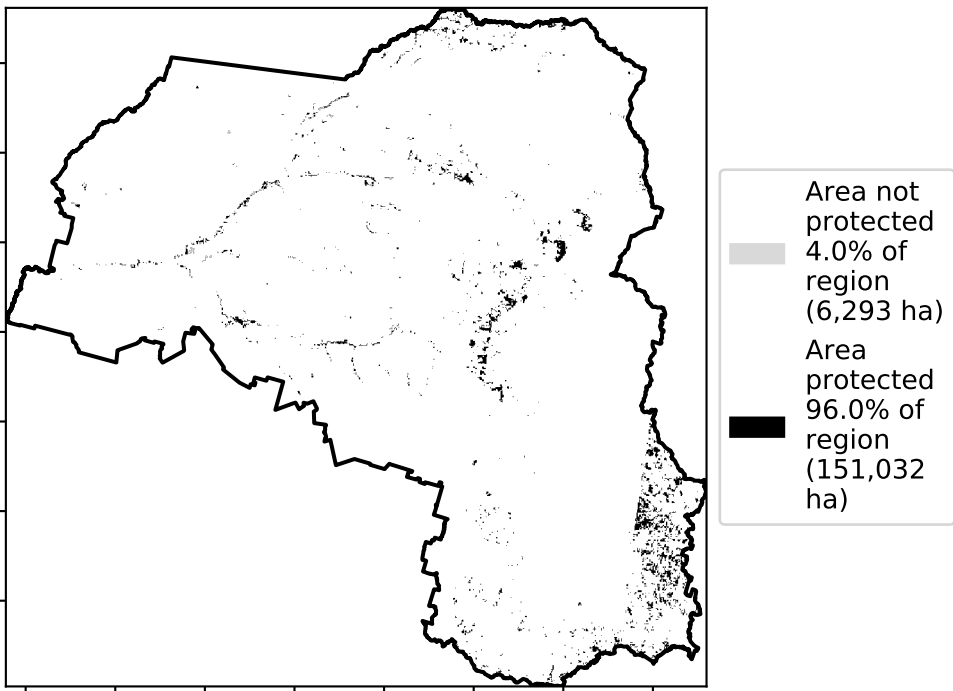 Area not
protected
4.0% of
region
(6,293 ha)
Area
protected
96.0% of
region
(151,032
ha)